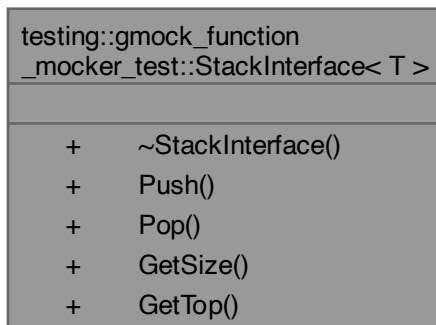 testing::gmock_function
_mocker_test::StackInterface< T >
+ ~StackInterface()
+ Push()
+ Pop()
+ GetSize()
+ GetTop()